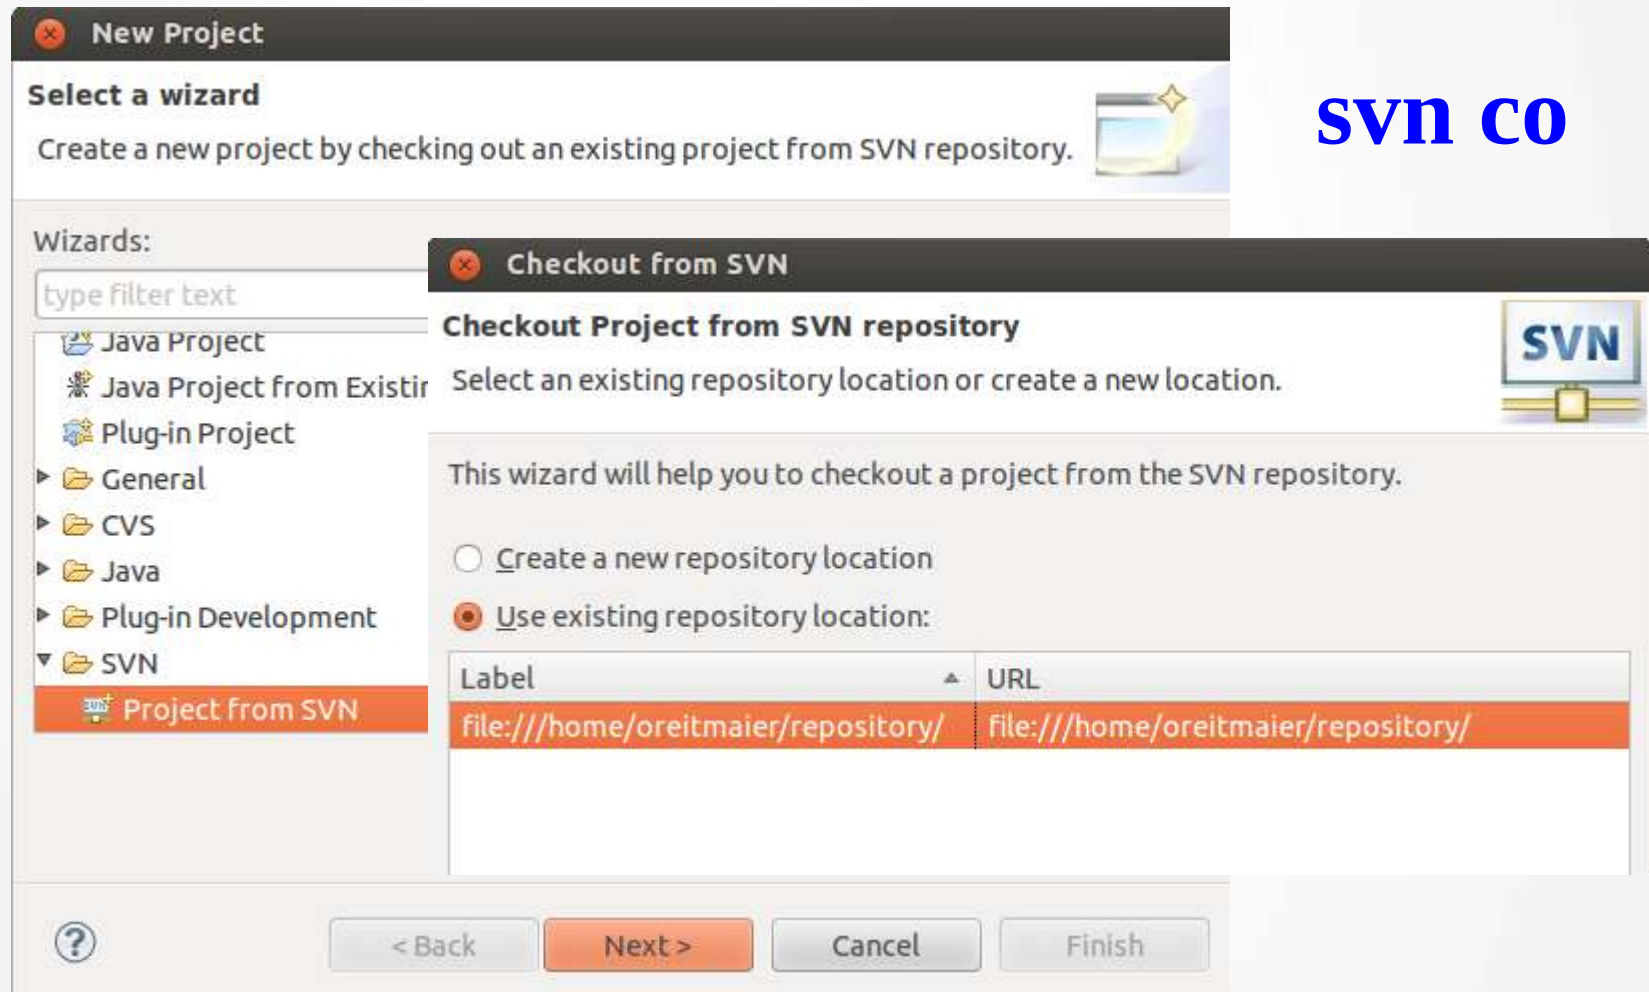 New Project
Select a wizard
Create a new project by checking out an existing project from SVN repository.
svn co
Wizards:
type filter text
Java Project
Java Project from Existin
Plug-in Project
General
CVS
Java
Plug-in Development
SVN
Project from SVN
Checkout from SVN
Checkout Project from SVN repository
Select an existing repository location or create a new location.
SVN
This wizard will help you to checkout a project from the SVN repository.
Create a new repository location
Use existing repository location:
Label URL
file:///home/oreitmaier/repository/ file:///home/oreitmaier/repository/
? < Back Next > Cancel Finish